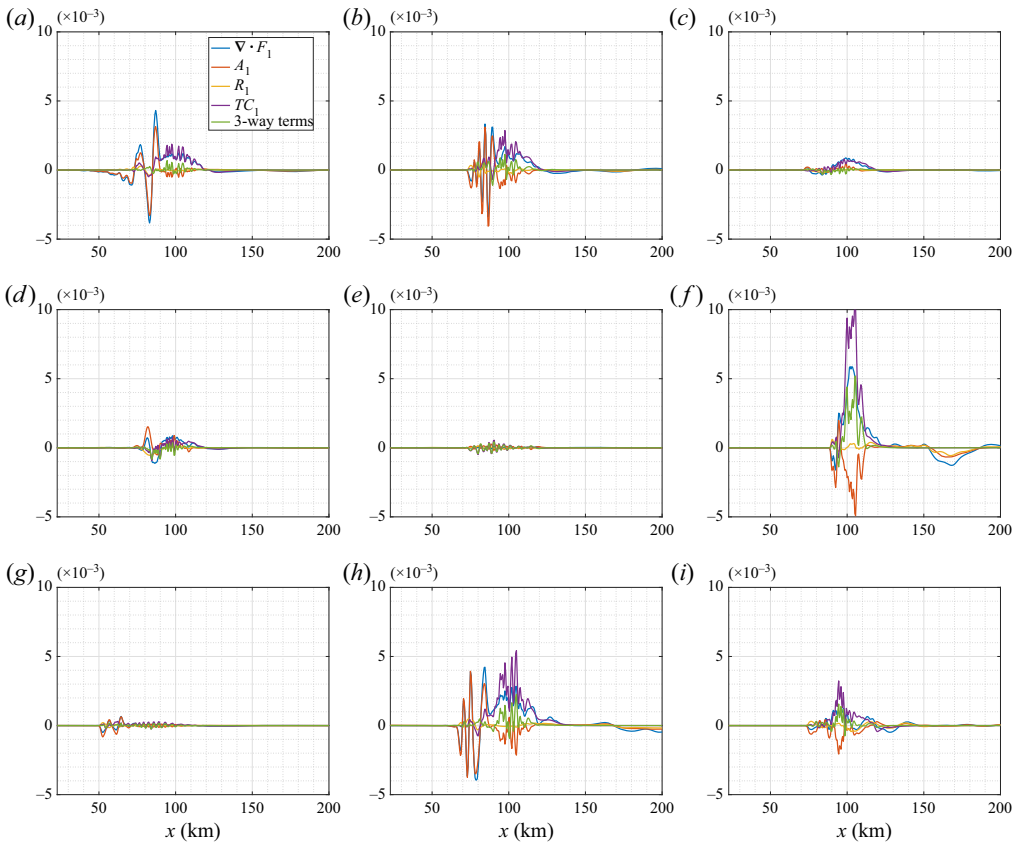 (a) (×10⁻³) (b) (×10⁻³) (c) (×10⁻³)
10 10 10
∇ · F₁
A₁
R₁
TC₁
3-way terms
5 5 5
0 0 0
−5 −5 −5
50 100 150 200 50 100 150 200 50 100 150 200
(d) (×10⁻³) (e) (×10⁻³) (f) (×10⁻³)
10 10 10
5 5 5
0 0 0
−5 −5 −5
50 100 150 200 50 100 150 200 50 100 150 200
(g) (×10⁻³) (h) (×10⁻³) (i) (×10⁻³)
10 10 10
5 5 5
0 0 0
−5 −5 −5
50 100 150 200 50 100 150 200 50 100 150 200
x (km) x (km) x (km)